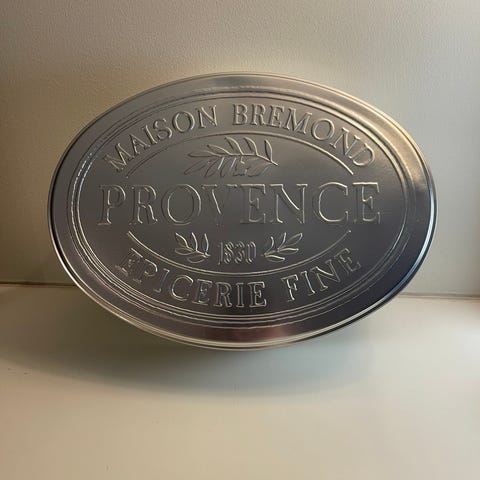 MAISON BREMOND
PROVENCE
1830
EPICERIE FINE